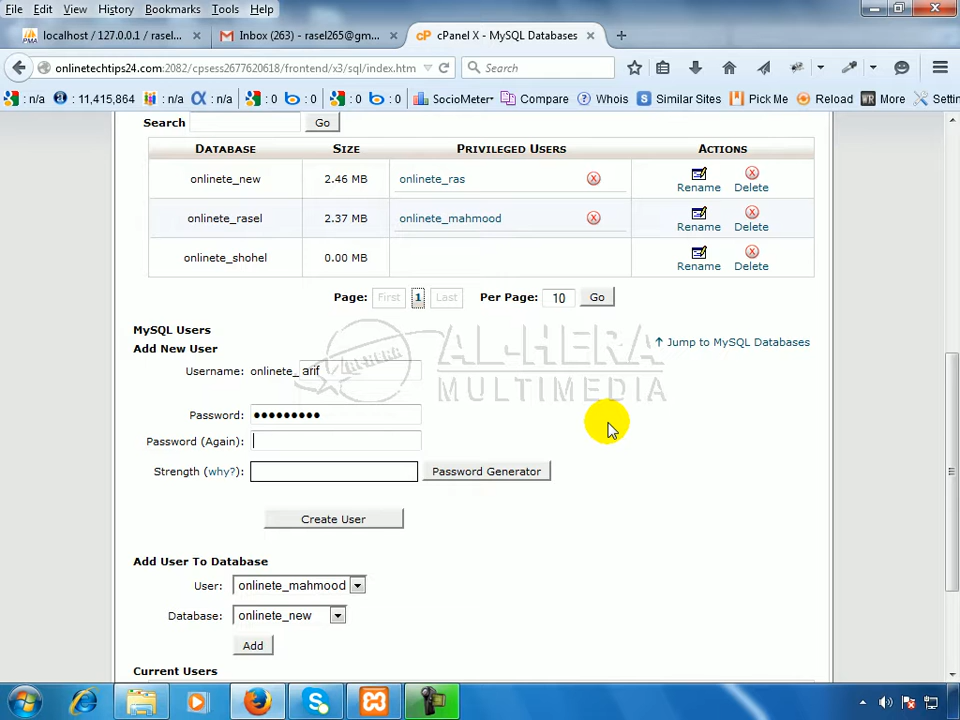 File Edit View History Bookmarks Tools Help
localhost / 127.0.0.1 / rasel... × Inbox (263) - rasel265@gm... × cP cPanel X - MySQL Databases × +
onlinetechtips24.com:2082/cpsess2677620618/frontend/x3/sql/index.htm Search
: n/a : 11,415,864 : n/a : n/a : 0 : 0 : 0 : 0 SocioMeter Compare Whois Similar Sites Pick Me Reload More Settin
Search Go
DATABASE SIZE PRIVILEGED USERS ACTIONS
onlinete_new 2.46 MB onlinete_ras Rename Delete
onlinete_rasel 2.37 MB onlinete_mahmood Rename Delete
onlinete_shohel 0.00 MB Rename Delete
Page: First 1 Last Per Page: 10 Go
MySQL Users
Add New User
Jump to MySQL Databases
Username: onlinete_ arif
AL-HERA
MULTIMEDIA
Password: •••••••••
Password (Again):
Strength (why?): Password Generator
Create User
Add User To Database
User: onlinete_mahmood
Database: onlinete_new
Add
Current Users